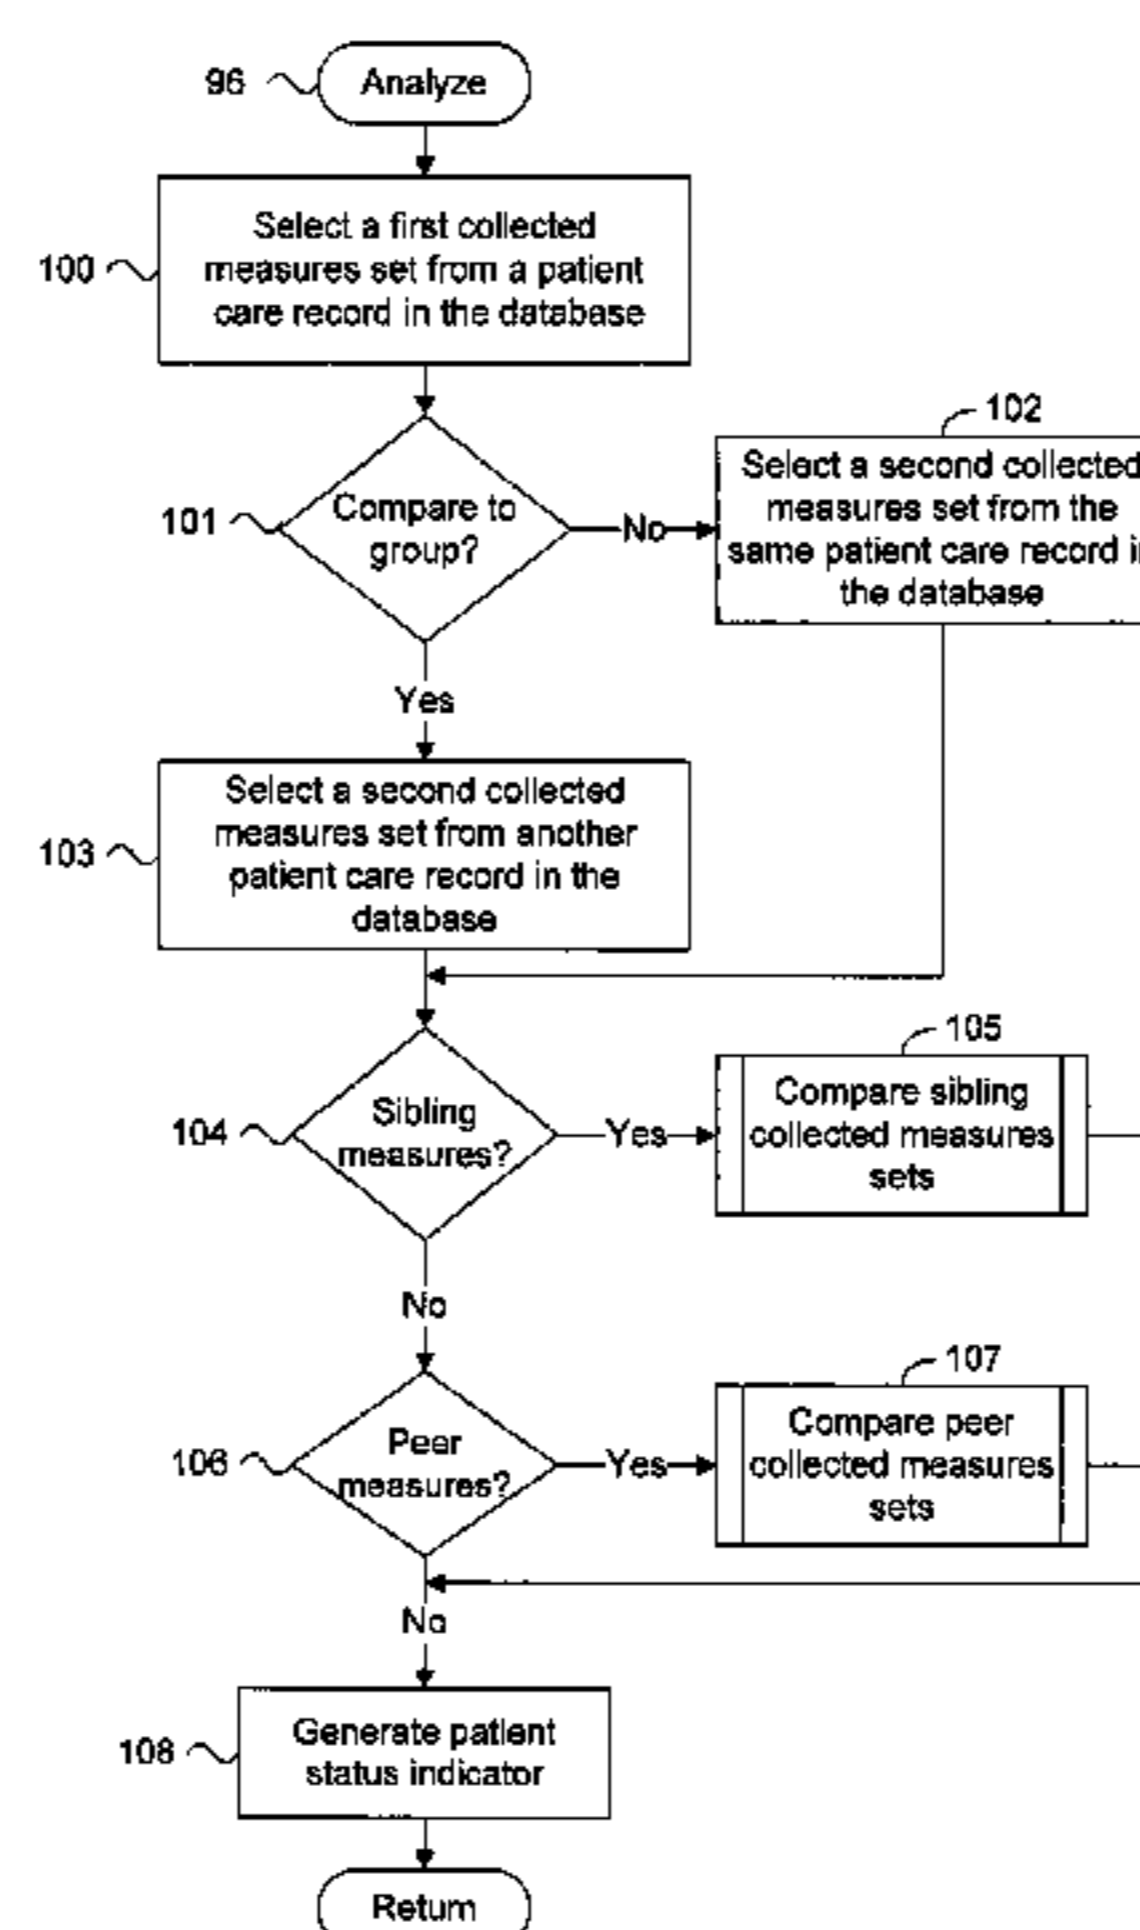 96
Analyze
Select a first collected
measures set from a patient
care record in the database
100
102
Compare to
group?
101
No
Select a second collected
measures set from the
same patient care record
the database
Yes
Select a second collected
measures set from another
patient care record in the
database
103
105
Sibling
measures?
104
Yes
Compare sibling
collected measures
sets
No
107
Peer
measures?
106
Yes
Compare peer
collected measures
sets
No
Generate patient
status indicator
108
Return